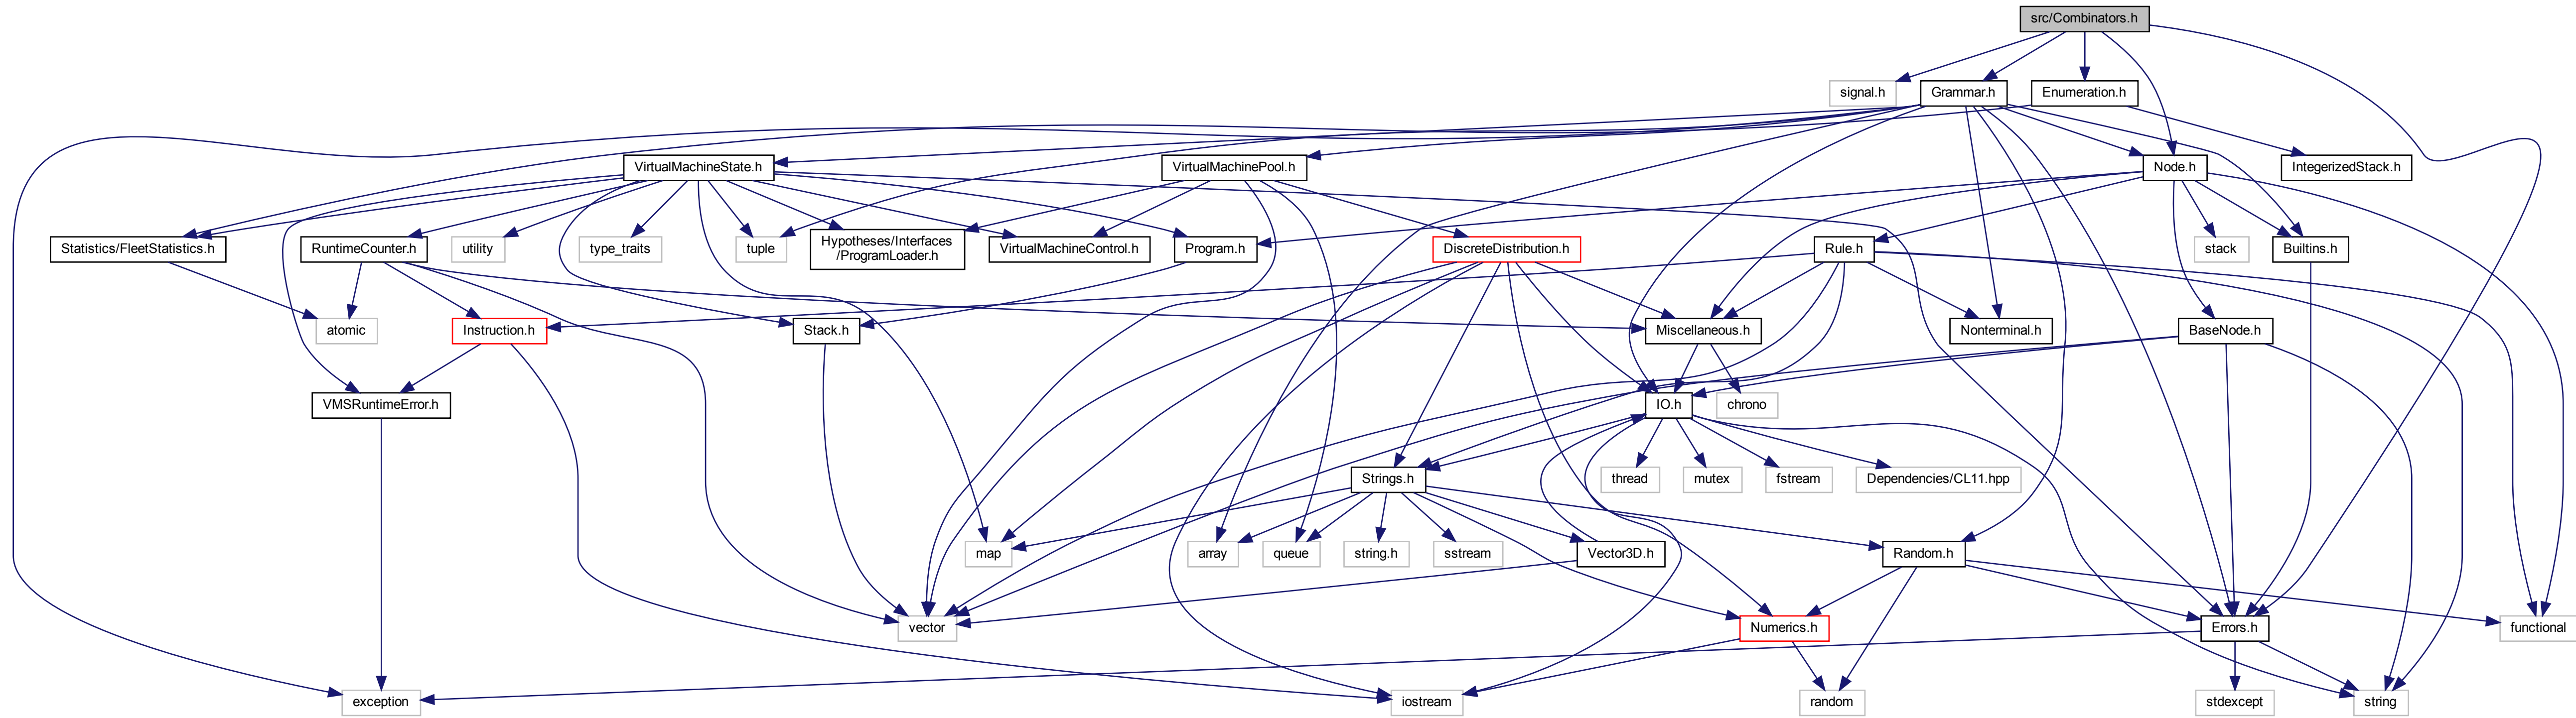 src/Combinators.h
signal.h
Grammar.h
Enumeration.h
VirtualMachineState.h
VirtualMachinePool.h
Node.h
IntegerizedStack.h
Statistics/FleetStatistics.h
RuntimeCounter.h
utility
type_traits
tuple
Hypotheses/Interfaces
/ProgramLoader.h
VirtualMachineControl.h
Program.h
DiscreteDistribution.h
Rule.h
stack
Builtins.h
atomic
Instruction.h
Stack.h
Miscellaneous.h
Nonterminal.h
BaseNode.h
VMSRuntimeError.h
IO.h
chrono
Strings.h
thread
mutex
fstream
Dependencies/CL11.hpp
map
array
queue
string.h
sstream
Vector3D.h
Random.h
vector
Numerics.h
Errors.h
functional
exception
iostream
random
stdexcept
string